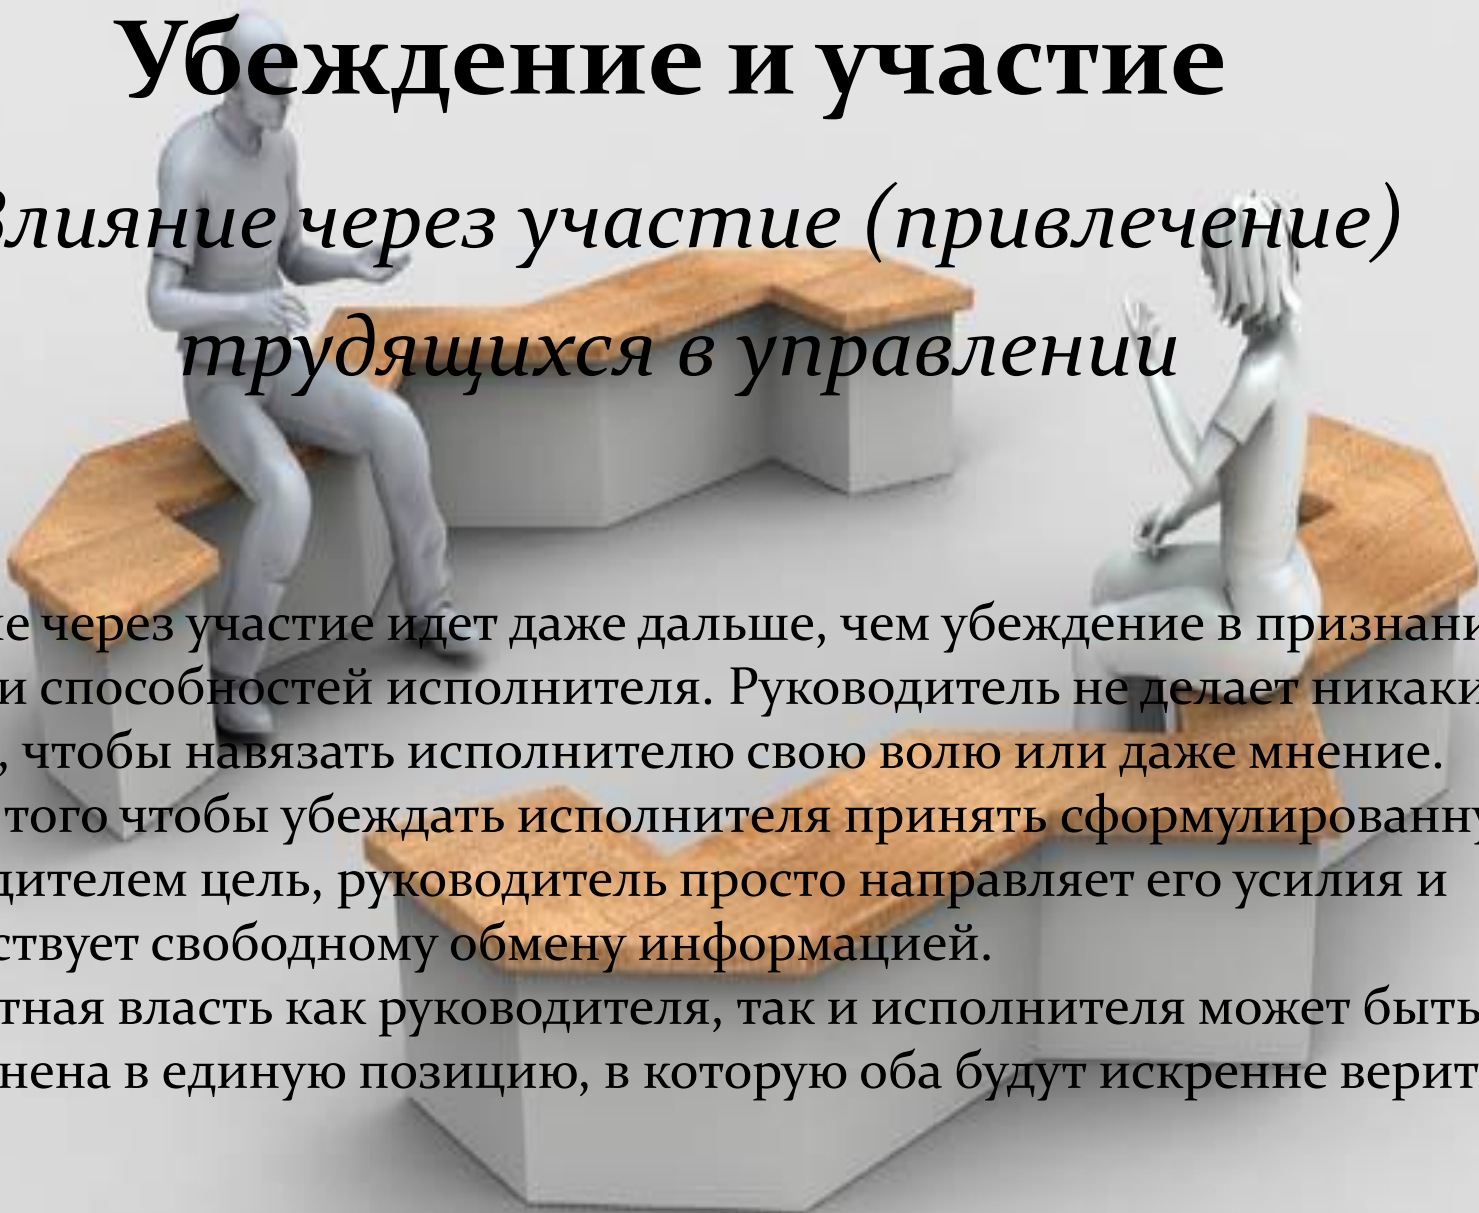 Убеждение и участие
влияние через участие (привлечение)
трудящихся в управлении
е через участие идет даже дальше, чем убеждение в признани
и способностей исполнителя. Руководитель не делает никаки
, чтобы навязать исполнителю свою волю или даже мнение.
того чтобы убеждать исполнителя принять сформулированну
дителем цель, руководитель просто направляет его усилия и
ствует свободному обмену информацией.
тная власть как руководителя, так и исполнителя может быть
нена в единую позицию, в которую оба будут искренне верит